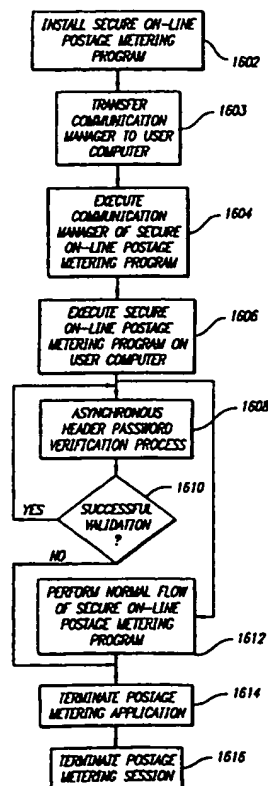 INSTALL SECURE ON-LINE
POSTAGE METERING
PROGRAM
1602
TRANSFER
COMMUNICATION
MANAGER TO USER
COMPUTER
1603
EXECUTE
COMMUNICATION
MANAGER OF SECURE
ON-LINE POSTAGE
METERING PROGRAM
1604
EXECUTE SECURE
ON-LINE POSTAGE
METERING PROGRAM ON
USER COMPUTER
1606
ASYNCHRONOUS
HEADER PASSWORD
VERIFICATION PROCESS
1608
SUCCESSFUL
VALIDATION
?
1610
YES
NO
PERFORM NORMAL FLOW
OF SECURE ON-LINE
POSTAGE METERING
PROGRAM
1612
TERMINATE POSTAGE
METERING APPLICATION
1614
TERMINATE POSTAGE
METERING SESSION
1616